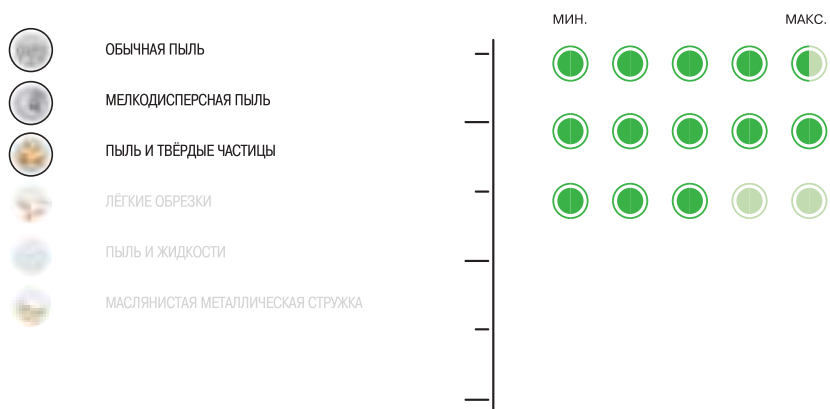 МИН. МАКС.
ОБЫЧНАЯ ПЫЛЬ
МЕЛКОДИСПЕРСНАЯ ПЫЛЬ
ПЫЛЬ И ТВЁРДЫЕ ЧАСТИЦЫ
ЛЁГКИЕ ОБРЕЗКИ
ПЫЛЬ И ЖИДКОСТИ
МАСЛЯНИСТАЯ МЕТАЛЛИЧЕСКАЯ СТРУЖКА